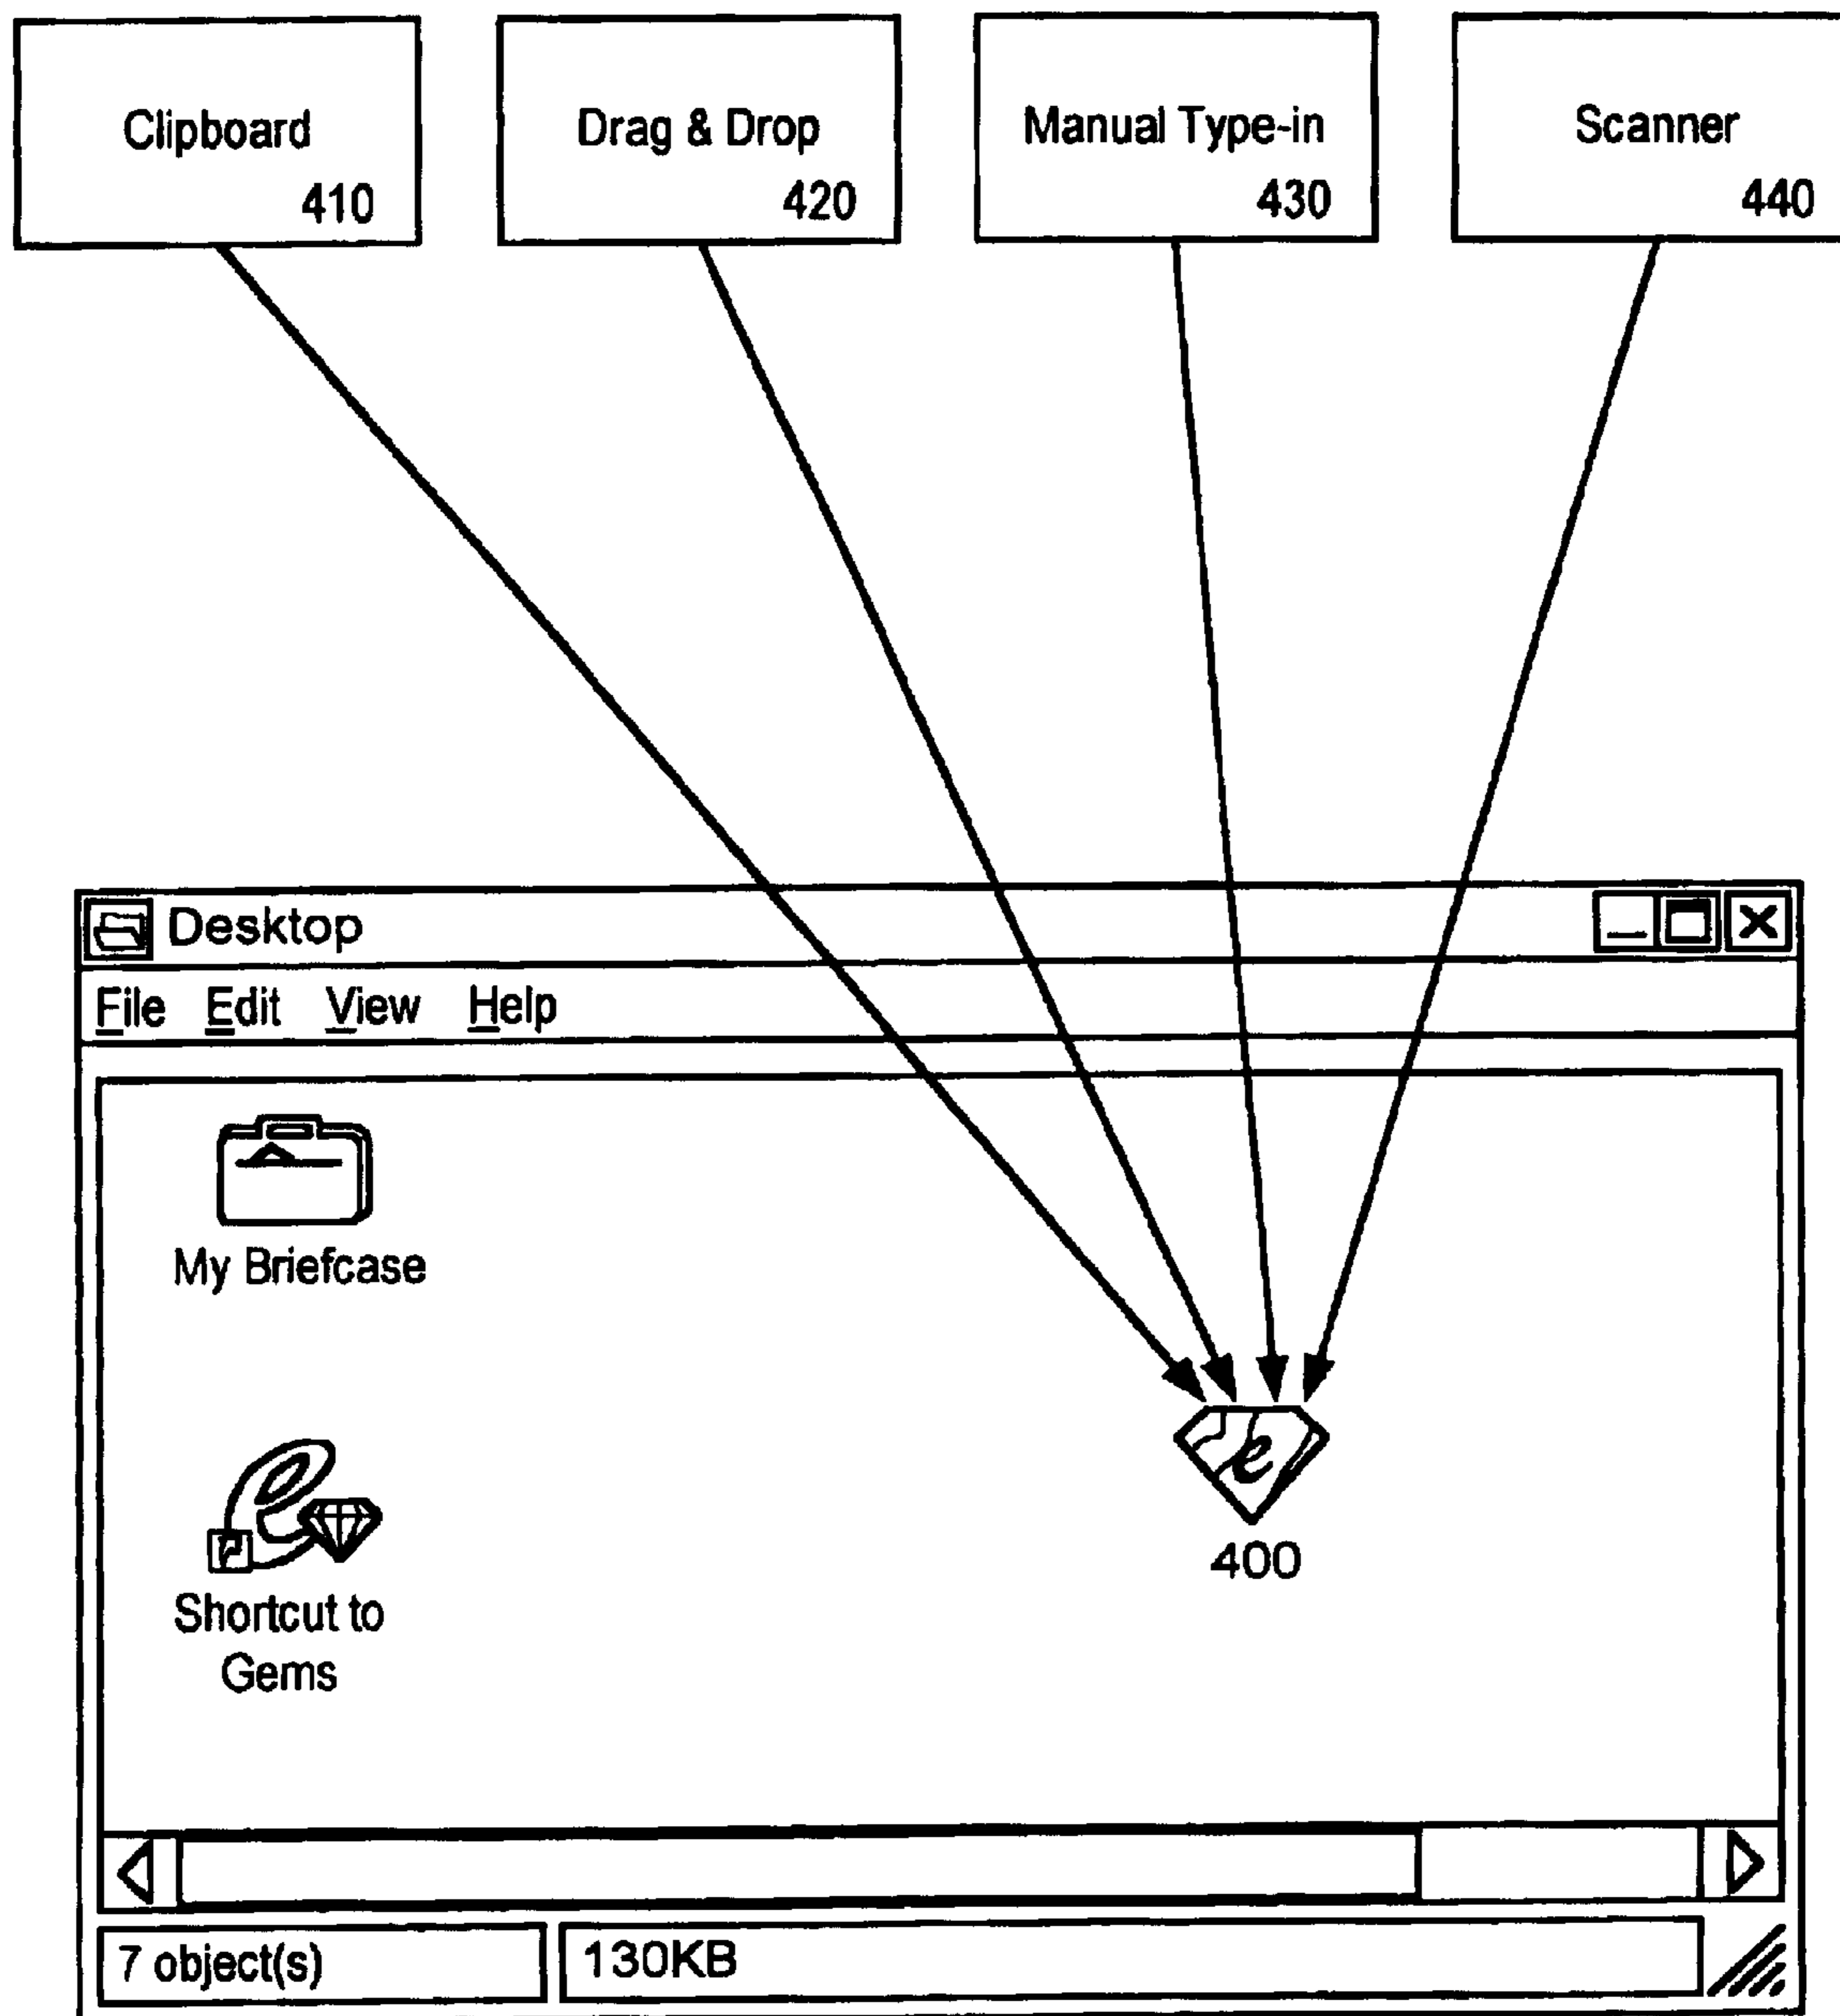 Clipboard
410
Drag & Drop
420
Manual Type-in
430
Scanner
440
Desktop
File Edit View Help
My Briefcase
e
400
e
Shortcut to
Gems
7 object(s)
130KB